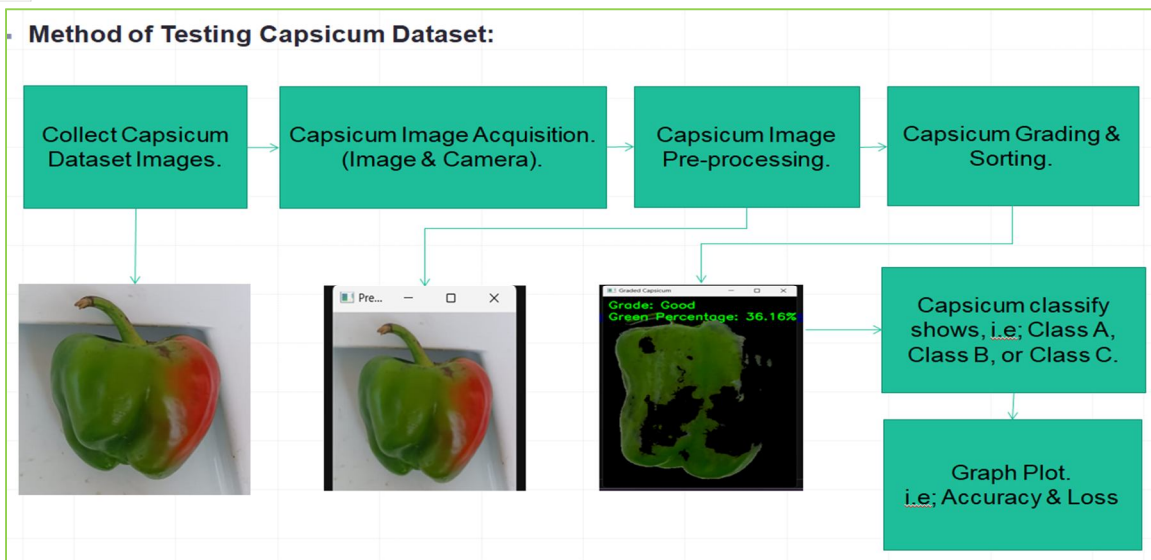 Method of Testing Capsicum Dataset:
Collect Capsicum
Dataset Images.
Capsicum Image Acquisition.
(Image & Camera).
Capsicum Image
Pre-processing.
Capsicum Grading &
Sorting.
Pre...
Graded Capsicum
Grade: Good
Green Percentage: 36.16%
Capsicum classify
shows, i.e; Class A,
Class B, or Class C.
Graph Plot.
i.e; Accuracy & Loss